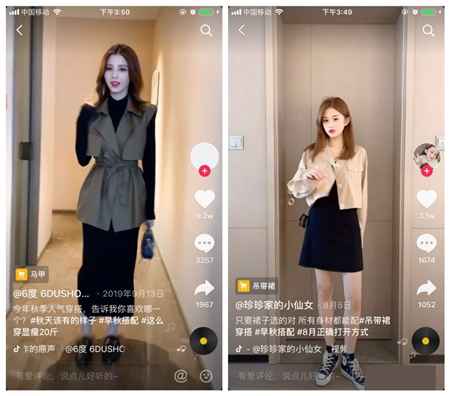 中国移动
下午3:50
9.2w
3257
1967
马甲
@6度 6DUSHO... · 2019年9月13日
今年秋季人气穿搭，告诉我你喜欢哪一
个？ #秋天该有的样子 #早秋搭配 #这么
穿显瘦20斤
卞的原声 @6度 6DUSHO
有爱评论，说点儿好听的~
中国移动
下午3:49
1674
1052
吊带裙
@珍珍家的小仙女 · 8月8日
只要裙子选的对 所有身材都能配#吊带裙
穿搭 #早秋搭配 #8月正确打开方式
@珍珍家的小仙女
有爱评论，说点儿好听的~